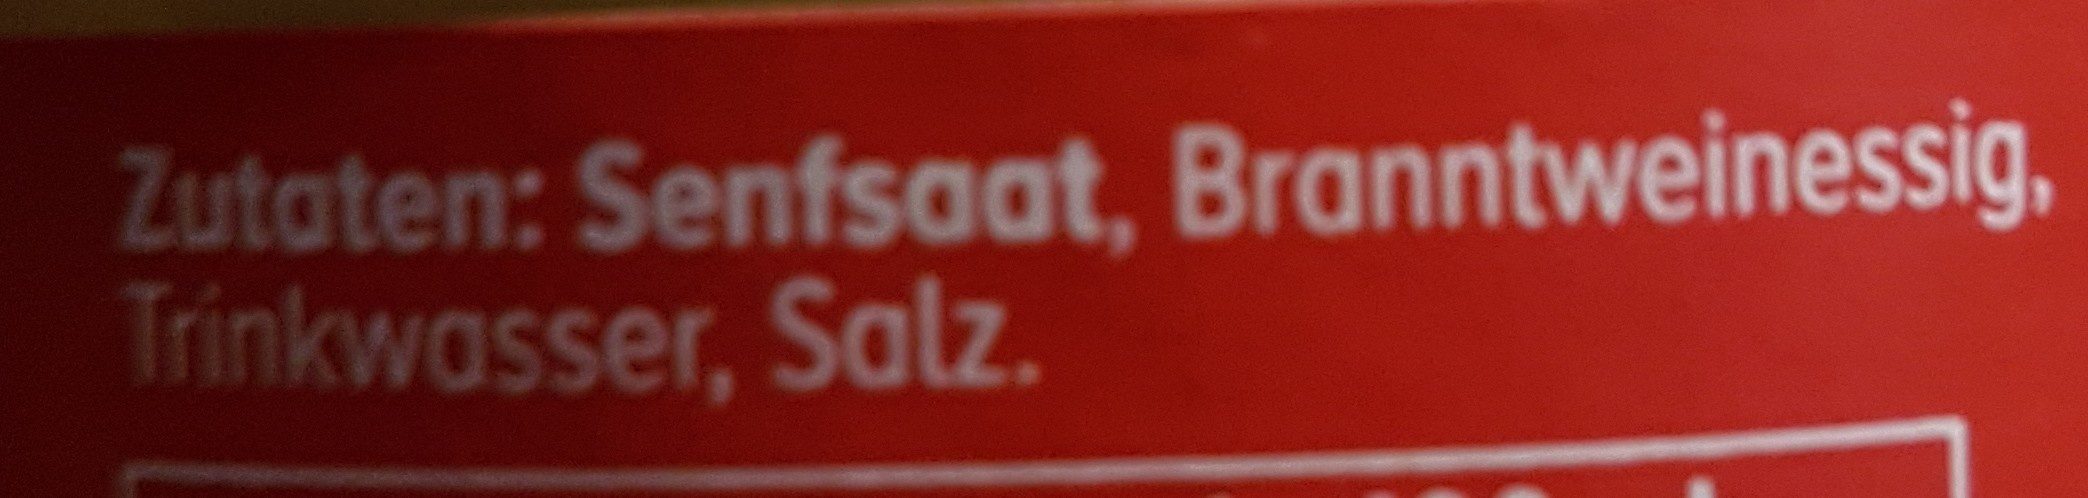 Zutaten: Senfsaat, Branntweinessig,
Trinkwasser, Salz.